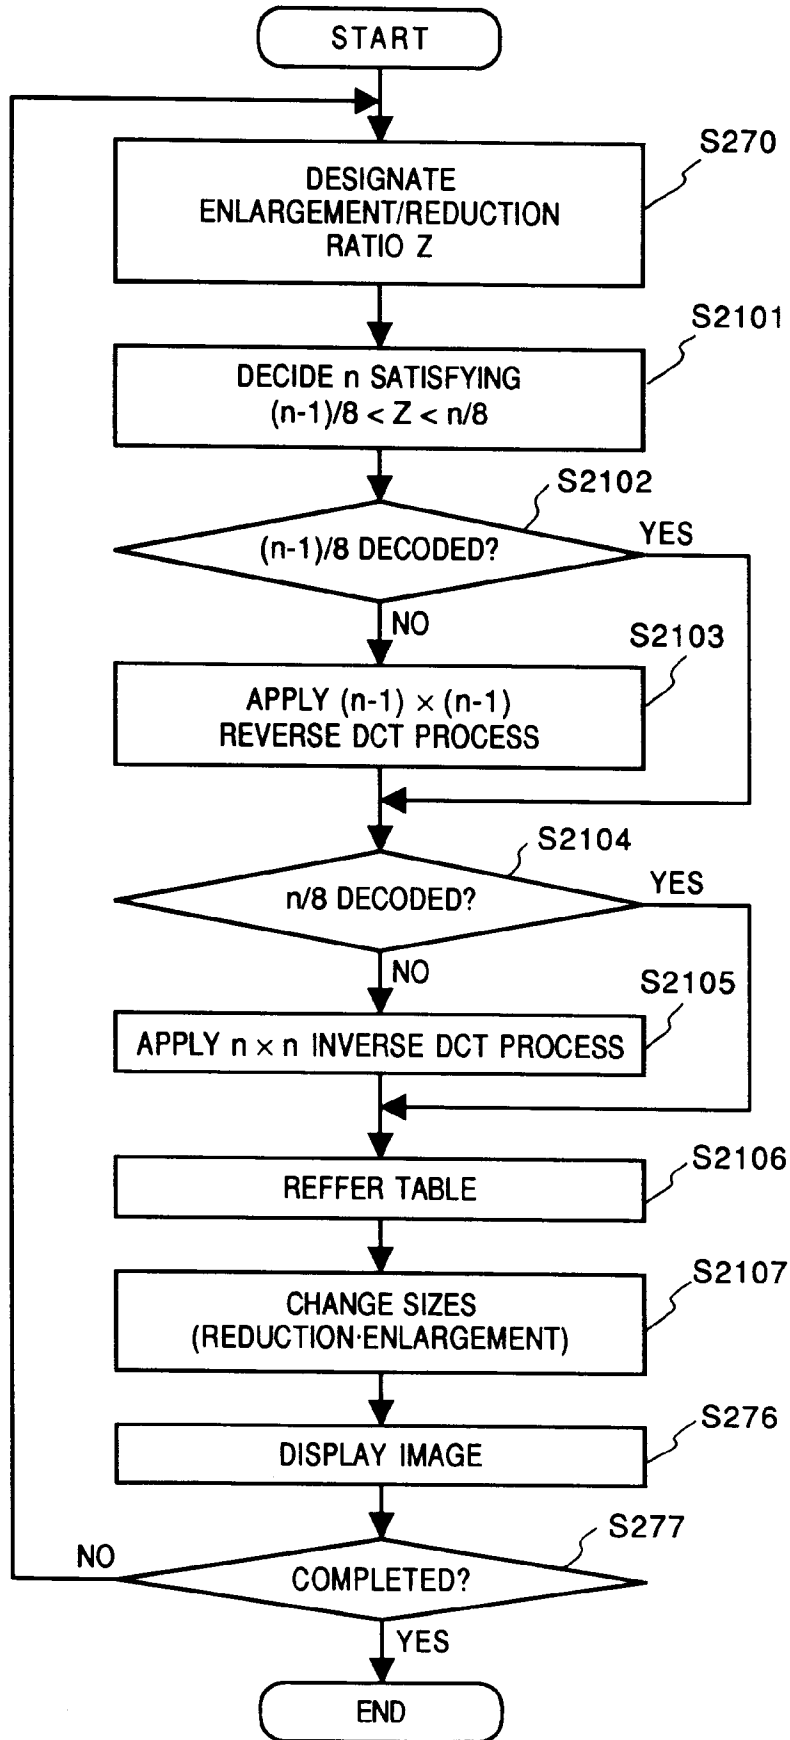 START
S270
DESIGNATE
ENLARGEMENT/REDUCTION
RATIO Z
S2101
DECIDE n SATISFYING
(n-1)/8 < Z < n/8
S2102
(n-1)/8 DECODED?
YES
NO
S2103
APPLY (n-1) × (n-1)
REVERSE DCT PROCESS
S2104
n/8 DECODED?
YES
NO
S2105
APPLY n × n INVERSE DCT PROCESS
S2106
REFFER TABLE
S2107
CHANGE SIZES
(REDUCTION·ENLARGEMENT)
S276
DISPLAY IMAGE
S277
NO
COMPLETED?
YES
END